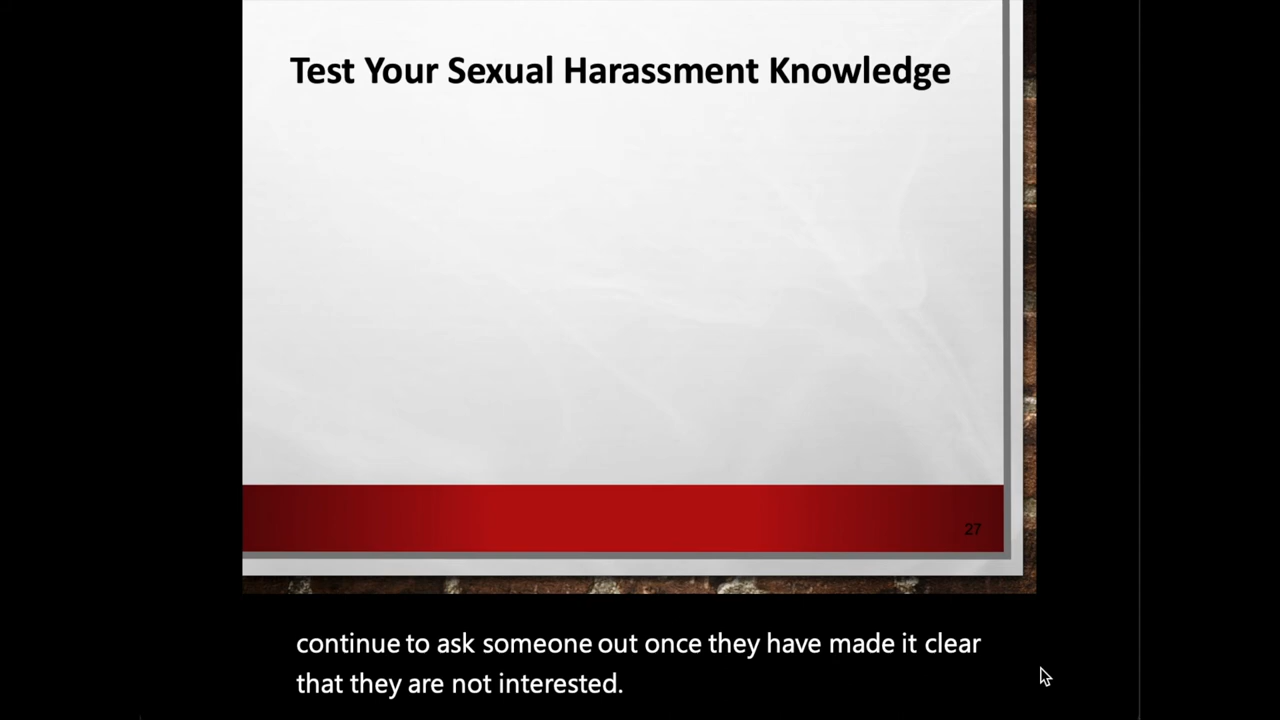 Test Your Sexual Harassment Knowledge
27
continue to ask someone out once they have made it clear
that they are not interested.